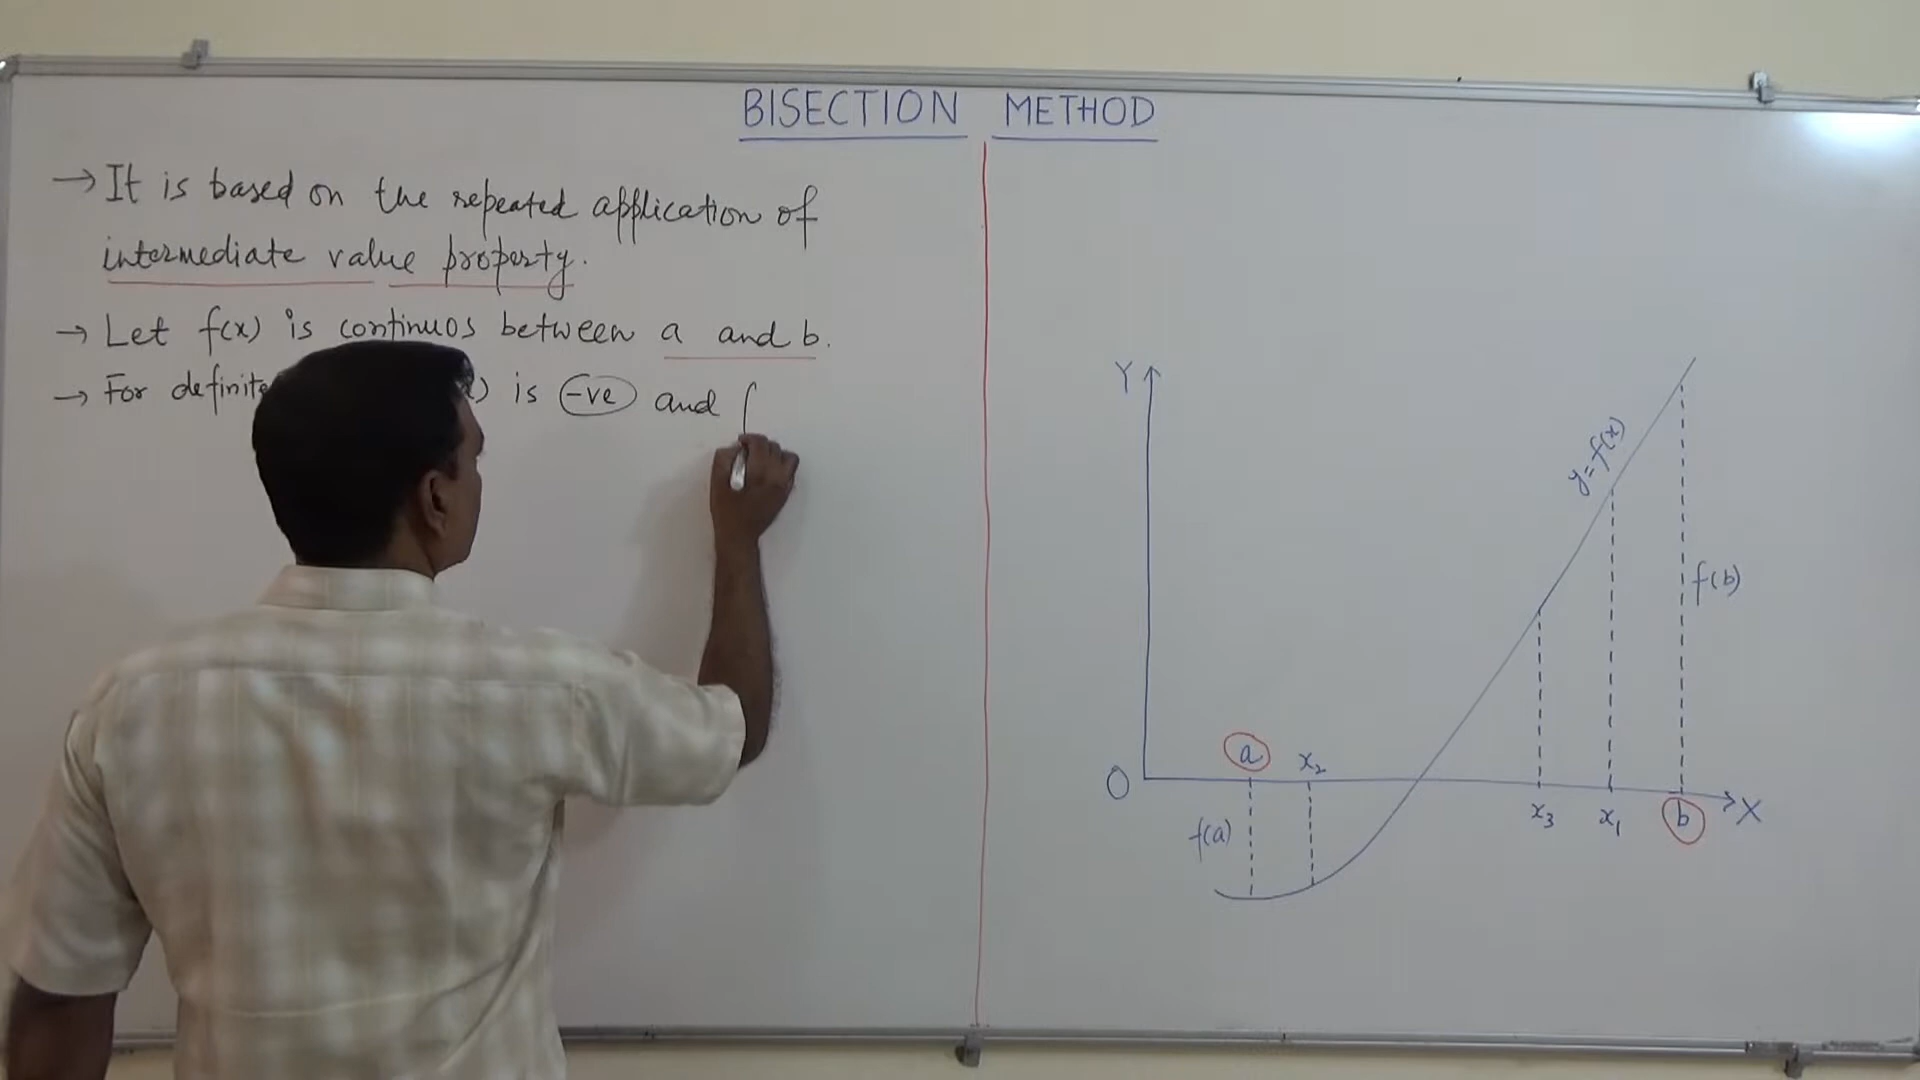 BISECTION METHOD
→ It is based on the repeated application of
intermediate value property.
→ Let f(x) is continuos between a and b.
→ For ) is -ve and
Y
y=f(x)
f(b)
a
x₂
O
X
x₃
x₁
b
f(a)